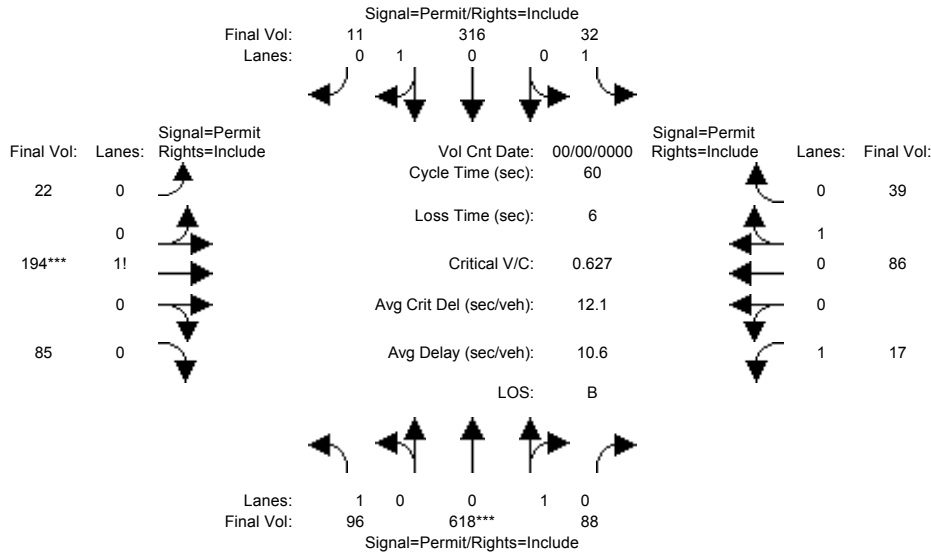 Signal=Permit/Rights=Include
Final Vol: 11 316 32
Lanes: 0 1 0 0 1
Signal=Permit
Final Vol: Lanes: Rights=Include
Vol Cnt Date: 00/00/0000
Signal=Permit
Rights=Include Lanes: Final Vol:
Cycle Time (sec): 60
22 0
0 39
Loss Time (sec): 6
0
1
194*** 1!
Critical V/C: 0.627
0 86
0
Avg Crit Del (sec/veh): 12.1
0
85 0
Avg Delay (sec/veh): 10.6
1 17
LOS: B
Lanes: 1 0 0 1 0
Final Vol: 96 618*** 88
Signal=Permit/Rights=Include